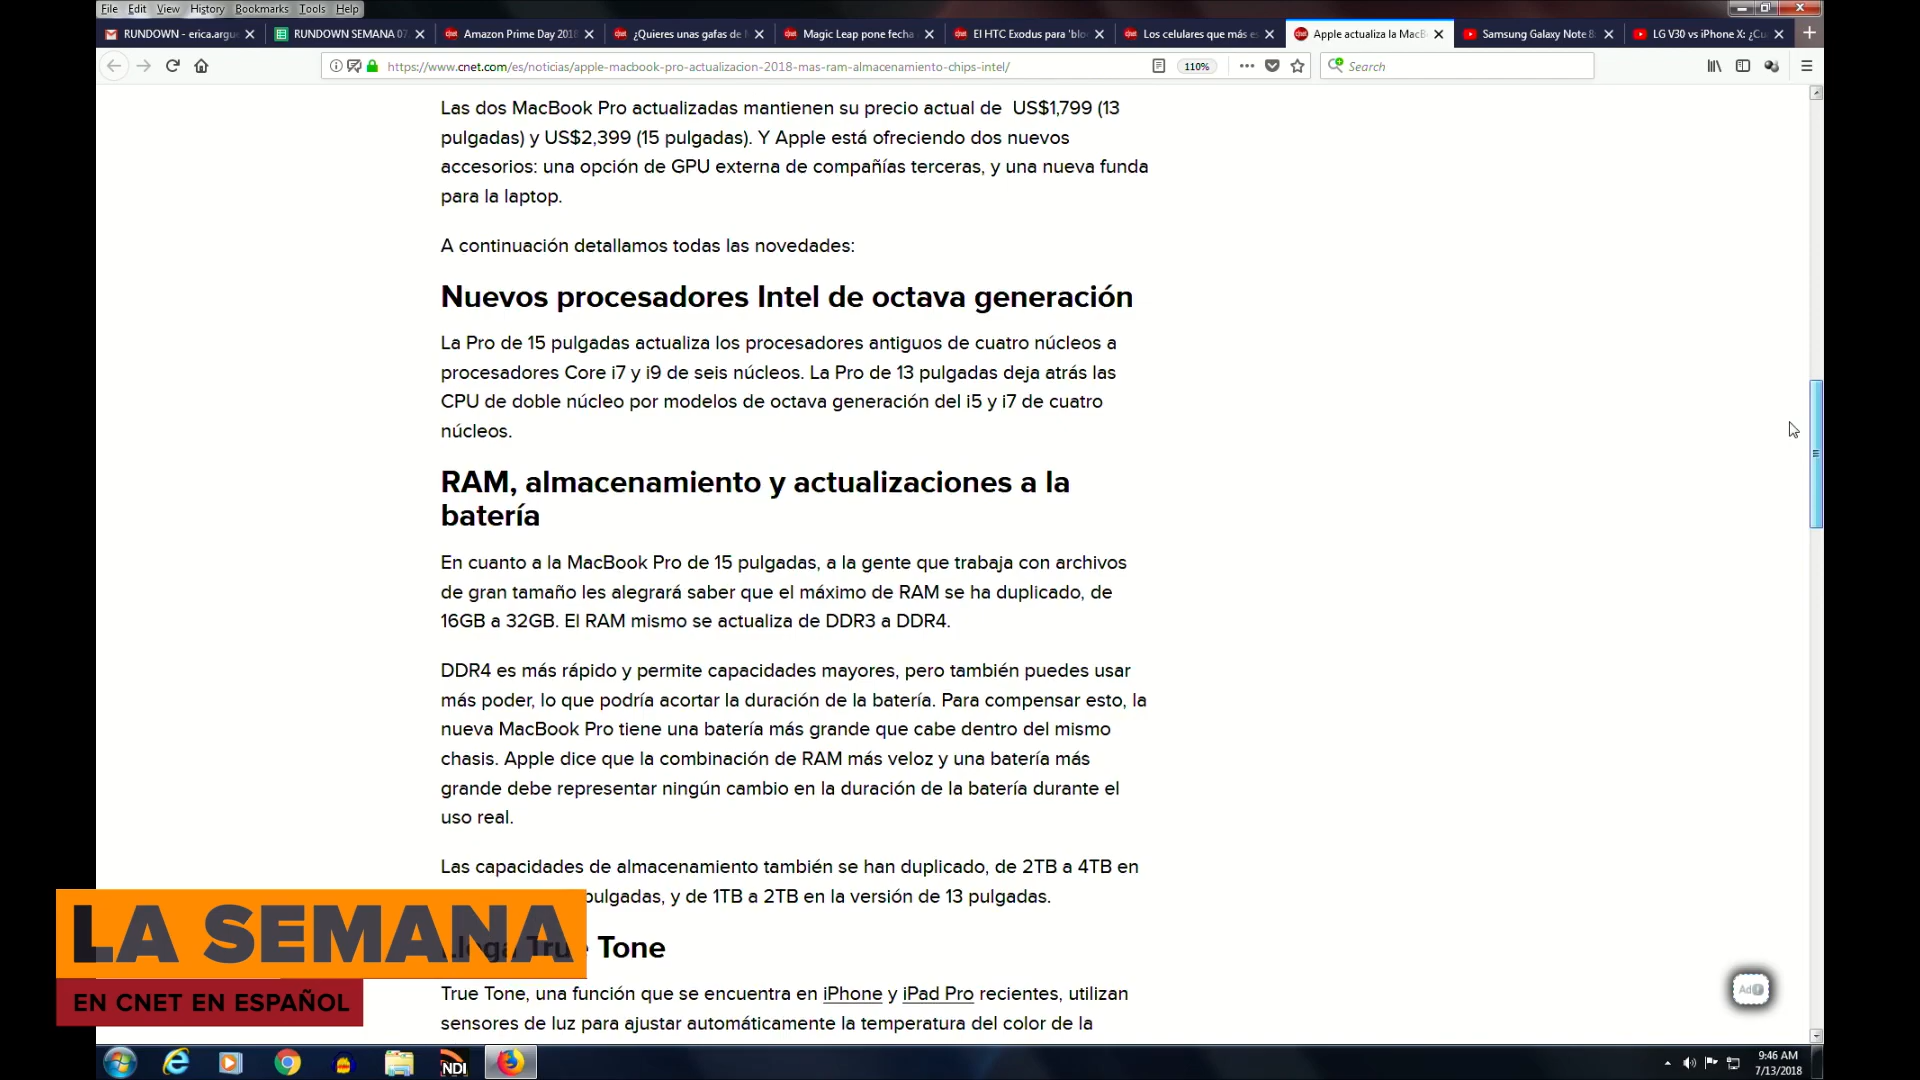 File Edit View History Bookmarks Tools Help
RUNDOWN - erica.argue
RUNDOWN SEMANA 07
Amazon Prime Day 2018
¿Quieres unas gafas de
Magic Leap pone fecha
El HTC Exodus para 'blo
Los celulares que más es
Apple actualiza la MacB
Samsung Galaxy Note 8
LG V30 vs iPhone X: ¿Cu
https://www.cnet.com/es/noticias/apple-macbook-pro-actualizacion-2018-mas-ram-almacenamiento-chips-intel/
110%
Search
Las dos MacBook Pro actualizadas mantienen su precio actual de US$1,799 (13
pulgadas) y US$2,399 (15 pulgadas). Y Apple está ofreciendo dos nuevos
accesorios: una opción de GPU externa de compañías terceras, y una nueva funda
para la laptop.
A continuación detallamos todas las novedades:
Nuevos procesadores Intel de octava generación
La Pro de 15 pulgadas actualiza los procesadores antiguos de cuatro núcleos a
procesadores Core i7 y i9 de seis núcleos. La Pro de 13 pulgadas deja atrás las
CPU de doble núcleo por modelos de octava generación del i5 y i7 de cuatro
núcleos.
RAM, almacenamiento y actualizaciones a la
batería
En cuanto a la MacBook Pro de 15 pulgadas, a la gente que trabaja con archivos
de gran tamaño les alegrará saber que el máximo de RAM se ha duplicado, de
16GB a 32GB. El RAM mismo se actualiza de DDR3 a DDR4.
DDR4 es más rápido y permite capacidades mayores, pero también puedes usar
más poder, lo que podría acortar la duración de la batería. Para compensar esto, la
nueva MacBook Pro tiene una batería más grande que cabe dentro del mismo
chasis. Apple dice que la combinación de RAM más veloz y una batería más
grande debe representar ningún cambio en la duración de la batería durante el
uso real.
Las capacidades de almacenamiento también se han duplicado, de 2TB a 4TB en
pulgadas, y de 1TB a 2TB en la versión de 13 pulgadas.
Llega True Tone
True Tone, una función que se encuentra en iPhone y iPad Pro recientes, utilizan
sensores de luz para ajustar automáticamente la temperatura del color de la
LA SEMANA
EN CNET EN ESPAÑOL
Ad
NDI
9:46 AM
7/13/2018